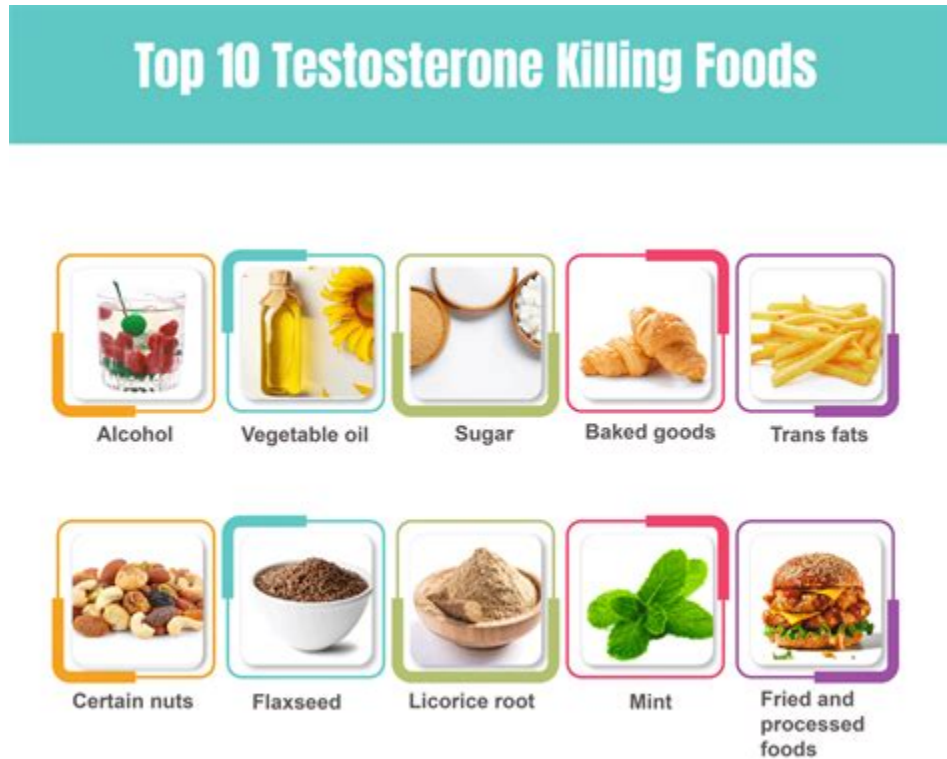 Top 10 Testosterone Killing Foods
Alcohol
Vegetable oil
Sugar
Baked goods
Trans fats
Certain nuts
Flaxseed
Licorice root
Mint
Fried and
processed
foods